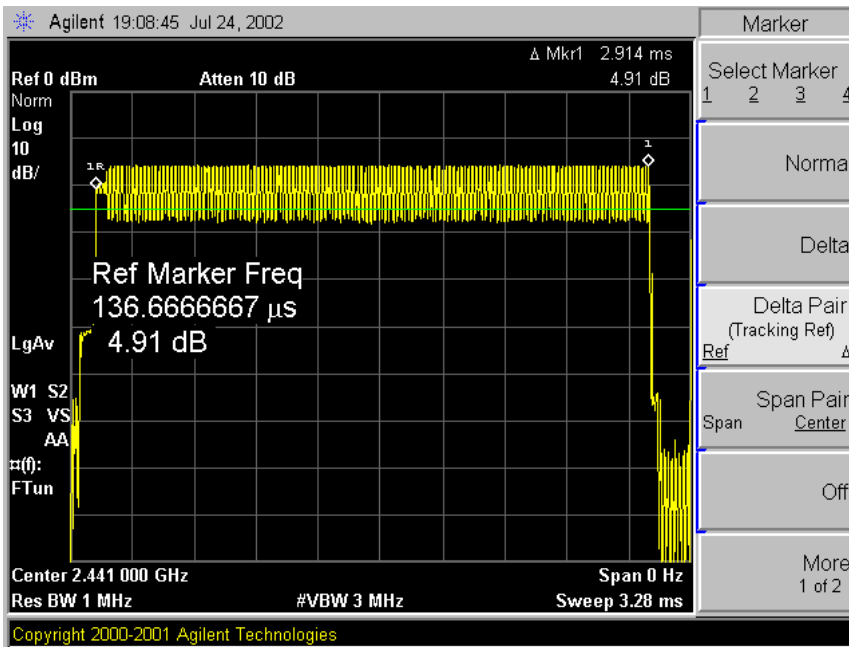 Agilent 19:08:45 Jul 24, 2002
Δ Mkr1 2.914 ms
Ref 0 dBm Atten 10 dB 4.91 dB
Norm
Log
10
dB/
1R
1
Ref Marker Freq
136.6666667 µs
4.91 dB
LgAv
W1 S2
S3 VS
AA
¤(f):
FTun
Center 2.441 000 GHz Span 0 Hz
Res BW 1 MHz #VBW 3 MHz Sweep 3.28 ms
Copyright 2000-2001 Agilent Technologies
Marker
Select Marker
1 2 3 4
Norma
Delta
Delta Pair
(Tracking Ref)
Ref Δ
Span Pair
Span Center
Off
More
1 of 2